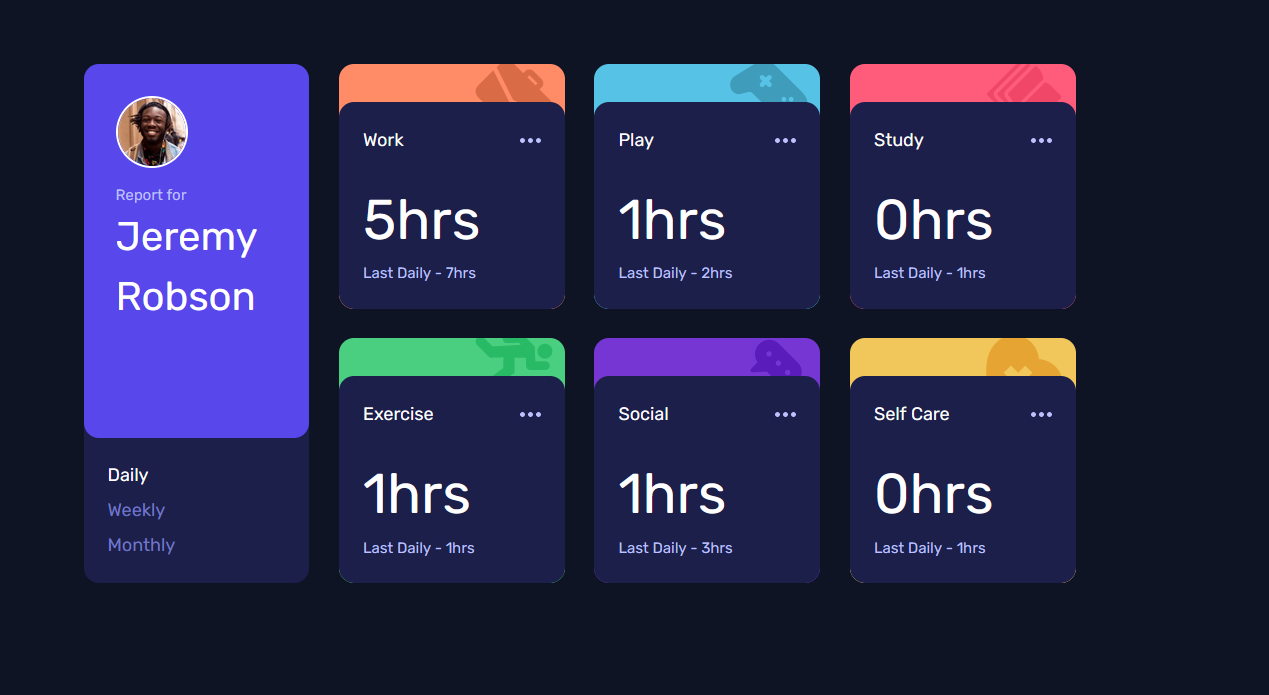 Report for
Jeremy
Robson
Daily
Weekly
Monthly
Work
5hrs
Last Daily - 7hrs
Play
1hrs
Last Daily - 2hrs
Study
0hrs
Last Daily - 1hrs
Exercise
1hrs
Last Daily - 1hrs
Social
1hrs
Last Daily - 3hrs
Self Care
0hrs
Last Daily - 1hrs